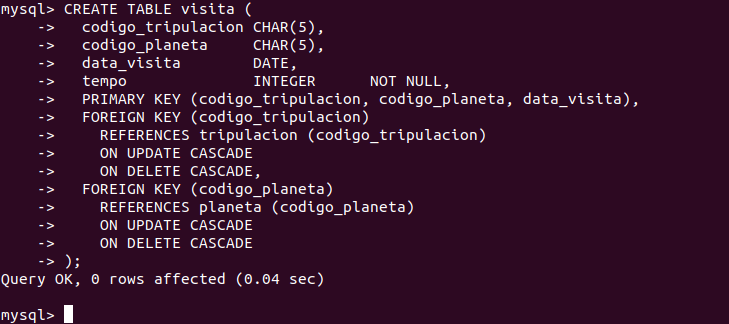 mysql> CREATE TABLE visita (
    ->   codigo_tripulacion CHAR(5),
    ->   codigo_planeta     CHAR(5),
    ->   data_visita        DATE,
    ->   tempo              INTEGER      NOT NULL,
    ->   PRIMARY KEY (codigo_tripulacion, codigo_planeta, data_visita),
    ->   FOREIGN KEY (codigo_tripulacion)
    ->     REFERENCES tripulacion (codigo_tripulacion)
    ->     ON UPDATE CASCADE
    ->     ON DELETE CASCADE,
    ->   FOREIGN KEY (codigo_planeta)
    ->     REFERENCES planeta (codigo_planeta)
    ->     ON UPDATE CASCADE
    ->     ON DELETE CASCADE
    -> );
Query OK, 0 rows affected (0.04 sec)
mysql>